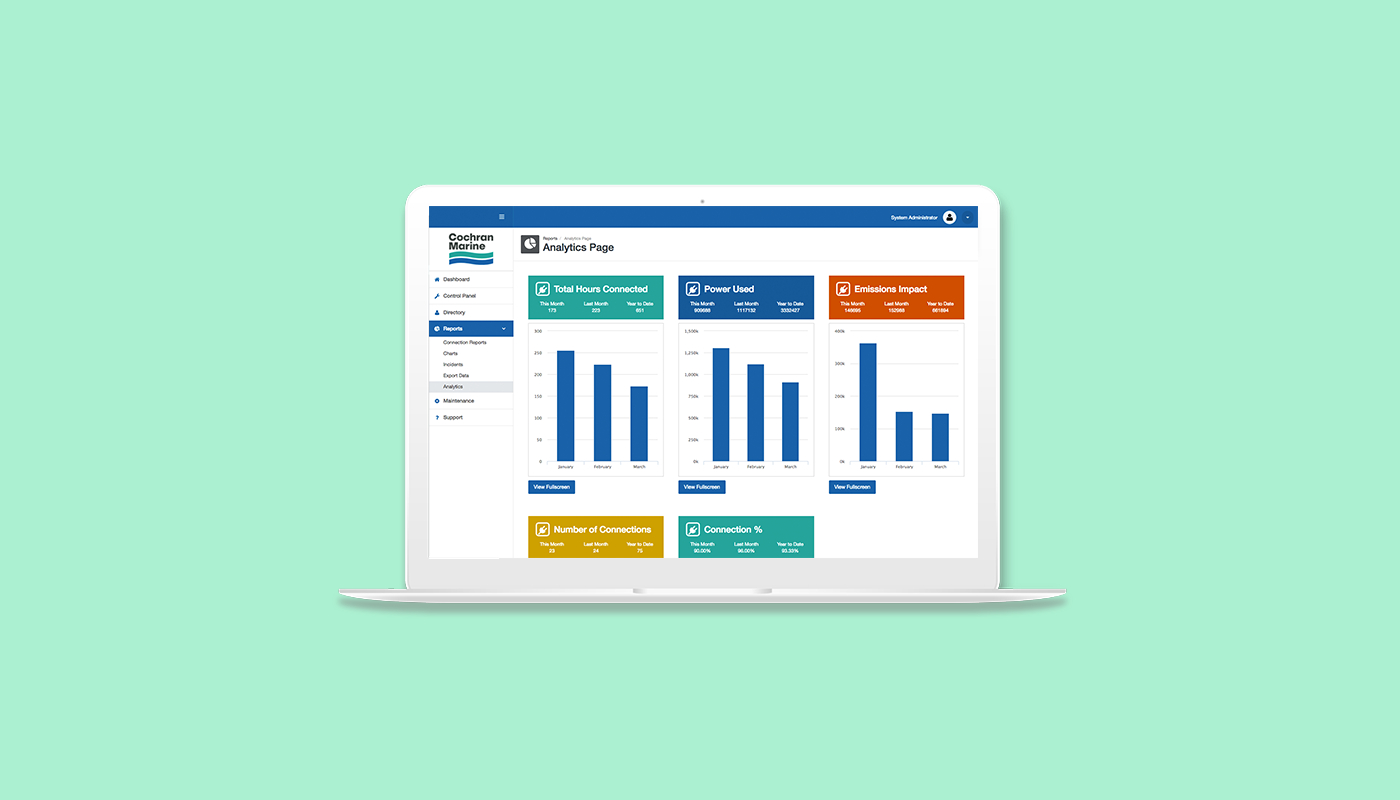 System Administrator
Cochran
Marine
Dashboard
Control Panel
Directory
Reports
Connection Reports
Charts
Incidents
Export Data
Analytics
Maintenance
Support
Reports / Analytics Page
Analytics Page
Total Hours Connected
This Month Last Month Year to Date
173 223 651
300
250
200
150
100
50
0
January February March
View Fullscreen
Power Used
This Month Last Month Year to Date
909588 1117132 3332427
1,500k
1,250k
1,000k
750k
500k
250k
0k
January February March
View Fullscreen
Emissions Impact
This Month Last Month Year to Date
146695 152988 661894
400k
300k
200k
100k
0k
January February March
View Fullscreen
Number of Connections
This Month Last Month Year to Date
23 24 75
Connection %
This Month Last Month Year to Date
90.00% 96.00% 93.33%